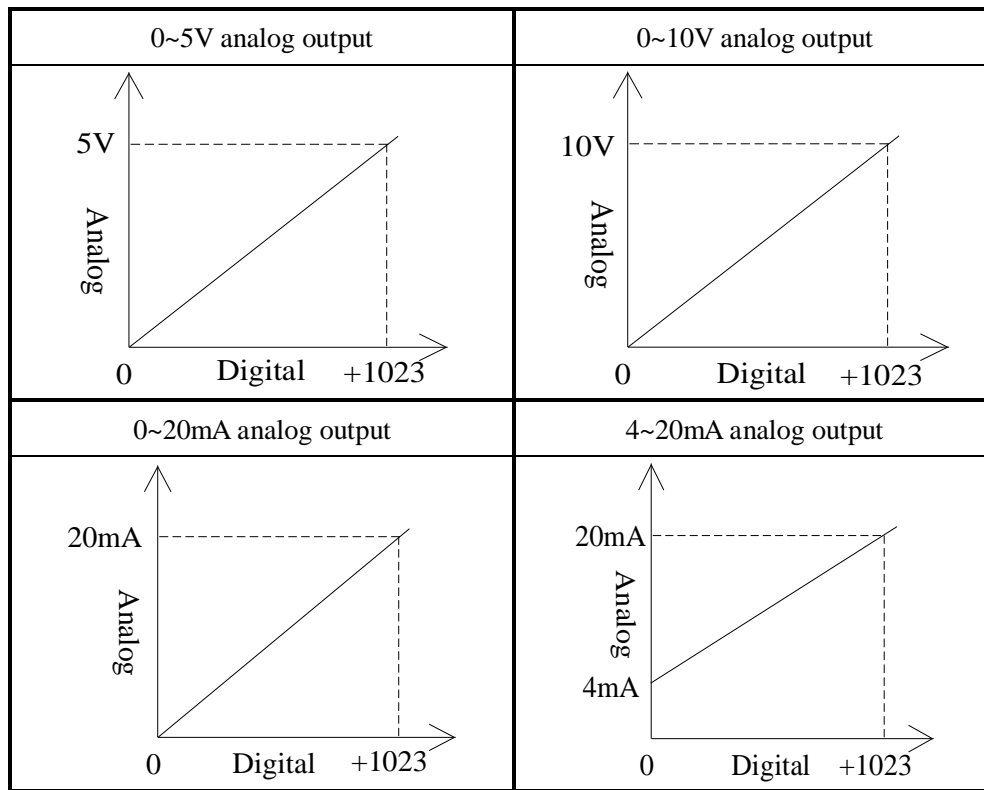 0~5V analog output
0~10V analog output
5V
Analog
0
Digital
+1023
10V
Analog
0
Digital
+1023
0~20mA analog output
4~20mA analog output
20mA
Analog
0
Digital
+1023
20mA
Analog
4mA
0
Digital
+1023